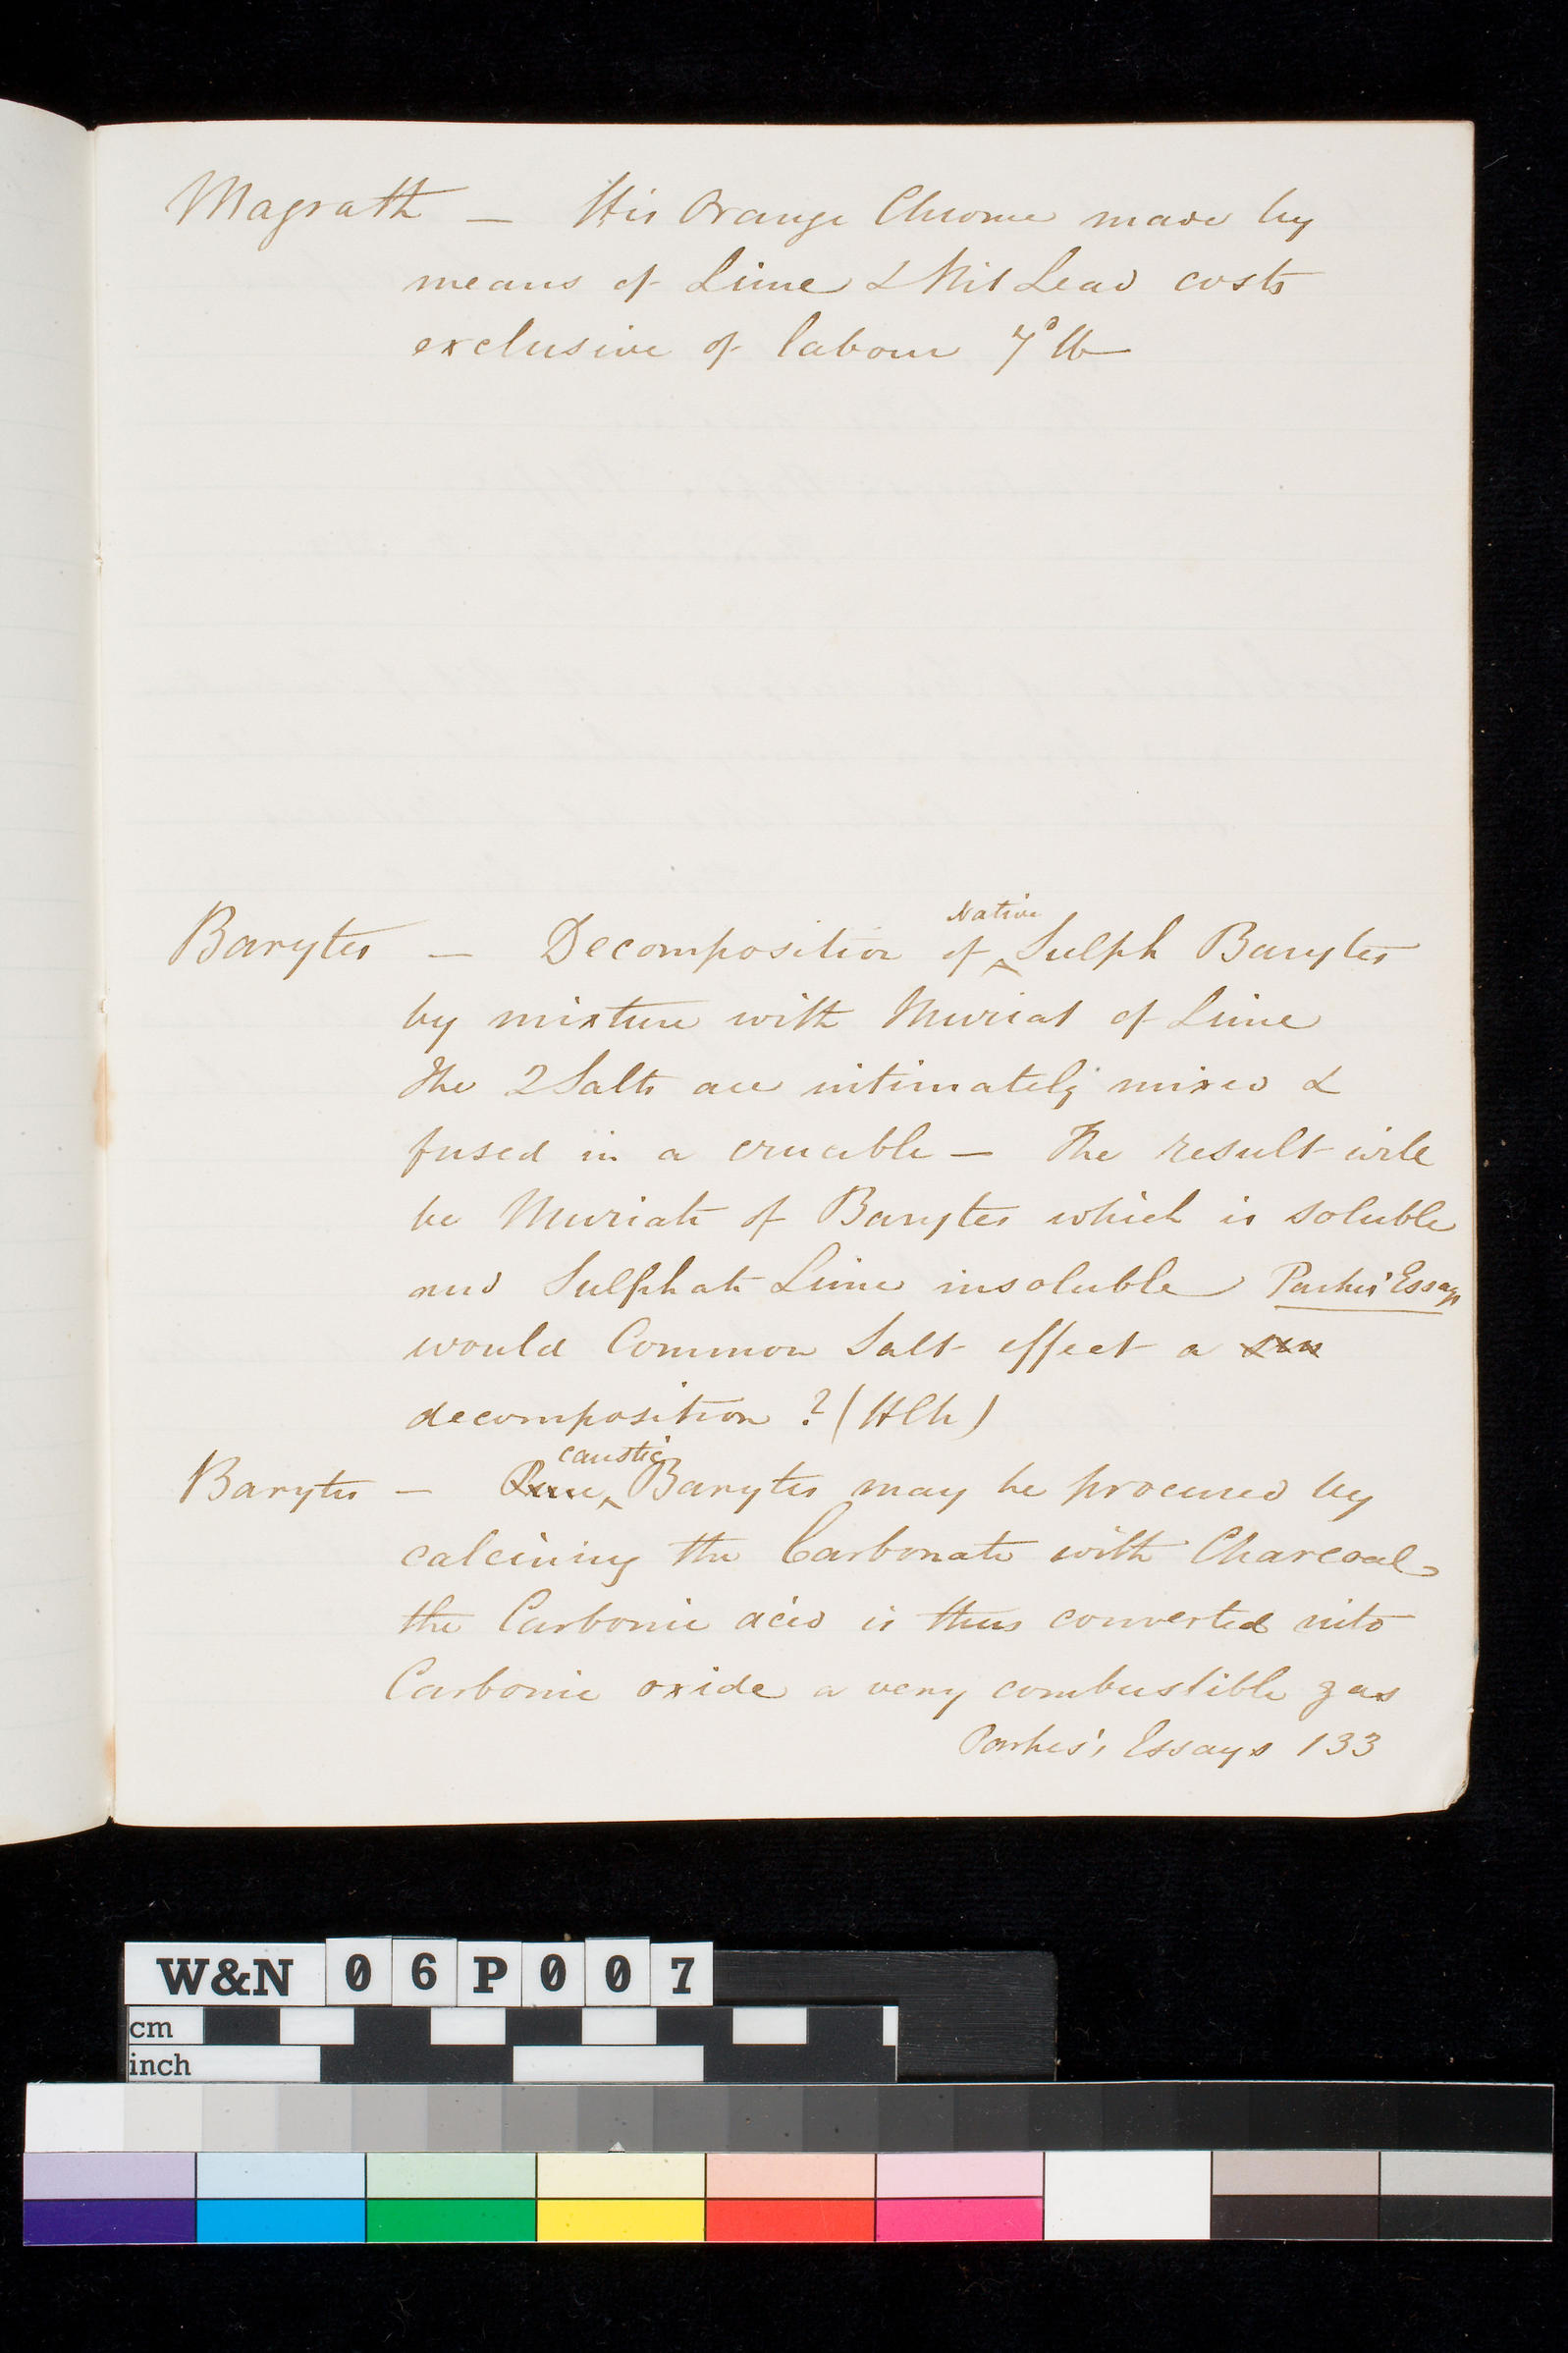 Magrath — His Orange Chrome made by
means of Lime & Nit Lead costs
exclusive of labour 7d lb
Native
Barytes — Decomposition of Sulph Barytes
by mixture with Muriat of Lime
The 2 Salts are intimately mixed &
fused in a crucible — The result will
be Muriate of Barytes which is soluble
and Sulphate Lime insoluble Parkes' Essays
would Common Salt effect a
decomposition ? (HCh)
caustic
Barytes — Pure Barytes may be procured by
calcining the Carbonate with Charcoal
the Carbonic acid is thus converted into
Carbonic oxide a very combustible gas
Parkes's Essays 133
W&N 06P007
cm
inch